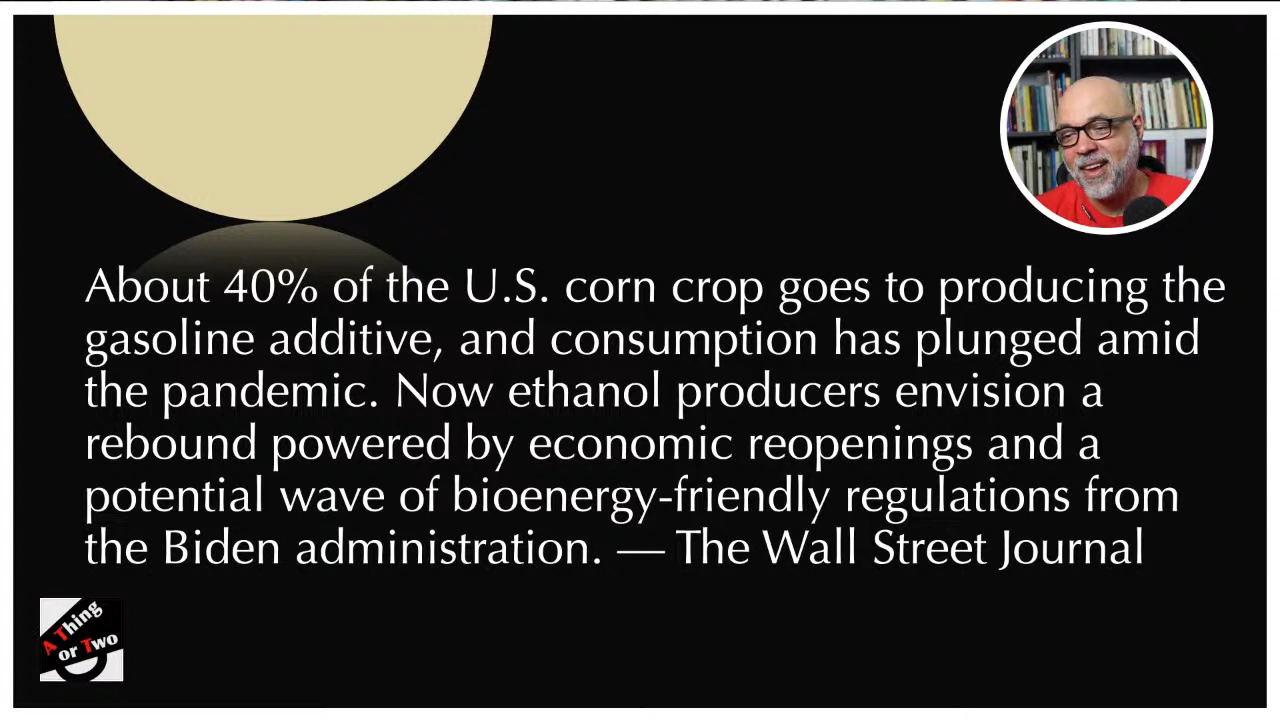 About 40% of the U.S. corn crop goes to producing the
gasoline additive, and consumption has plunged amid
the pandemic. Now ethanol producers envision a
rebound powered by economic reopenings and a
potential wave of bioenergy-friendly regulations from
the Biden administration. — The Wall Street Journal
A Thing
or Two